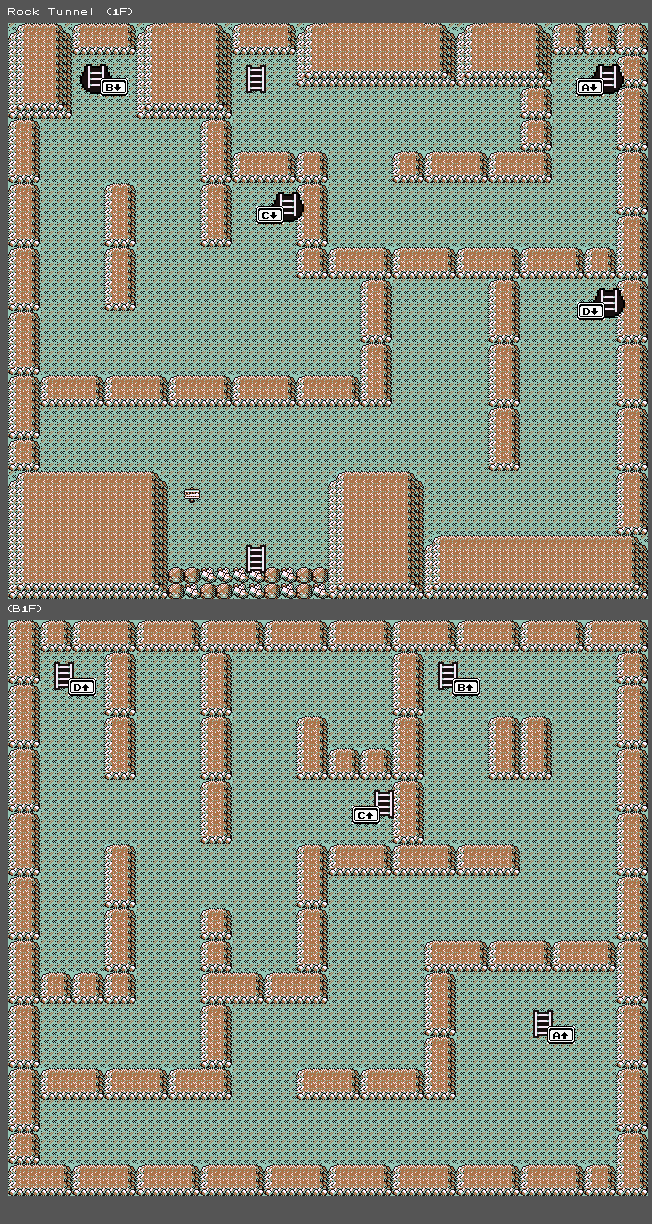 Rock Tunnel (1F)
B↓
A↓
C↓
D↓
(B1F)
D↑
B↑
C↑
A↑